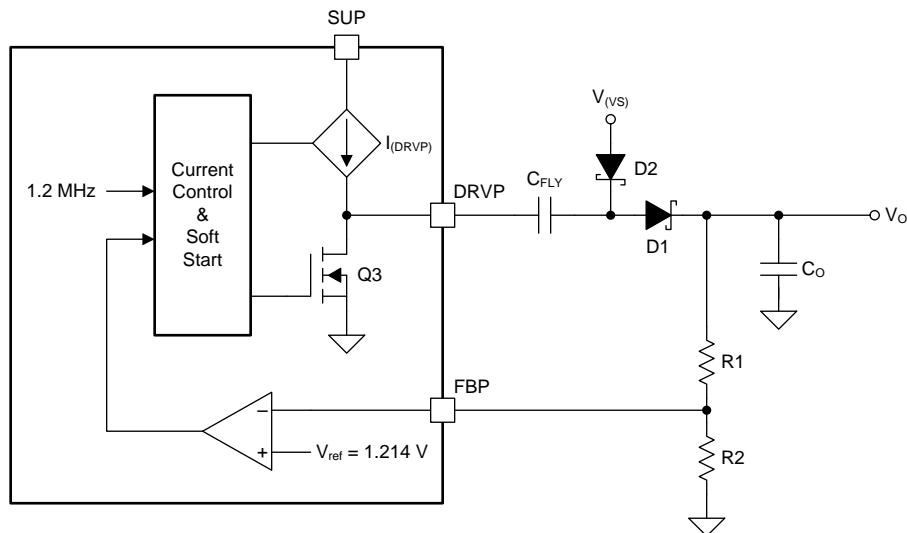 SUP
V(VS)
I(DRVP)
Current
Control
&
Soft
Start
1.2 MHz
DRVP
CFLY
D2
D1
VO
Q3
CO
R1
FBP
Vref = 1.214 V
R2
−
+